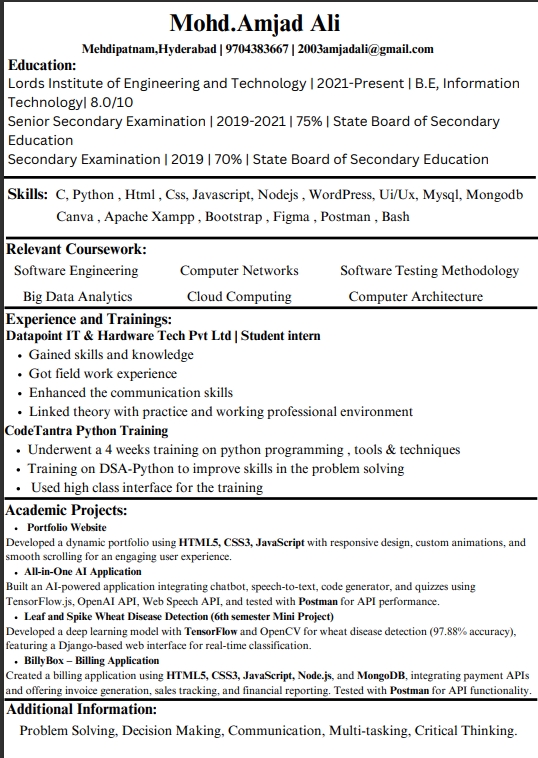 Mohd.Amjad Ali
Mehdipatnam,Hyderabad | 9704383667 | 2003amjadali@gmail.com
Education:
Lords Institute of Engineering and Technology | 2021-Present | B.E, Information
Technology| 8.0/10
Senior Secondary Examination | 2019-2021 | 75% | State Board of Secondary
Education
Secondary Examination | 2019 | 70% | State Board of Secondary Education
Skills: C, Python , Html , Css, Javascript, Nodejs , WordPress, Ui/Ux, Mysql, Mongodb
Canva , Apache Xampp , Bootstrap , Figma , Postman , Bash
Relevant Coursework:
Software Engineering Computer Networks Software Testing Methodology
Big Data Analytics Cloud Computing Computer Architecture
Experience and Trainings:
Datapoint IT & Hardware Tech Pvt Ltd | Student intern
• Gained skills and knowledge
• Got field work experience
• Enhanced the communication skills
• Linked theory with practice and working professional environment
CodeTantra Python Training
• Underwent a 4 weeks training on python programming , tools & techniques
• Training on DSA-Python to improve skills in the problem solving
• Used high class interface for the training
Academic Projects:
• Portfolio Website
Developed a dynamic portfolio using HTML5, CSS3, JavaScript with responsive design, custom animations, and
smooth scrolling for an engaging user experience.
• All-in-One AI Application
Built an AI-powered application integrating chatbot, speech-to-text, code generator, and quizzes using
TensorFlow.js, OpenAI API, Web Speech API, and tested with Postman for API performance.
• Leaf and Spike Wheat Disease Detection (6th semester Mini Project)
Developed a deep learning model with TensorFlow and OpenCV for wheat disease detection (97.88% accuracy),
featuring a Django-based web interface for real-time classification.
• BillyBox – Billing Application
Created a billing application using HTML5, CSS3, JavaScript, Node.js, and MongoDB, integrating payment APIs
and offering invoice generation, sales tracking, and financial reporting. Tested with Postman for API functionality.
Additional Information:
Problem Solving, Decision Making, Communication, Multi-tasking, Critical Thinking.